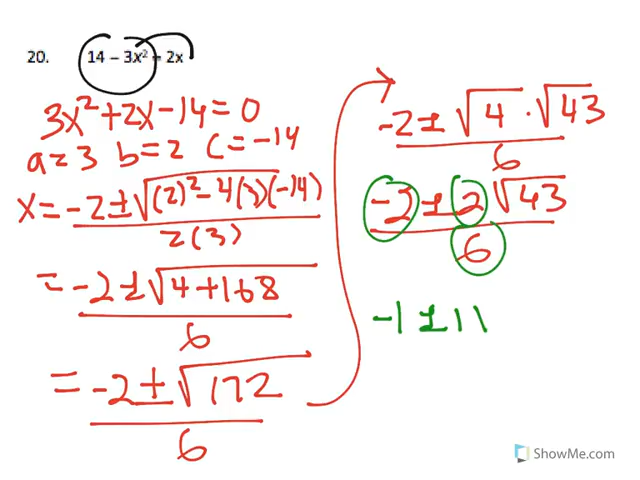 20. 14 – 3x² = 2x
3x² + 2x - 14 = 0
a = 3 b = 2 c = -14
x = -2 ± √(2)² - 4(3)(-14)
2(3)
= -2 ± √4 + 168
6
= -2 ± √172
6
-2 ± √4 · √43
6
-2 ± 2√43
6
-1 ± 1\
ShowMe.com